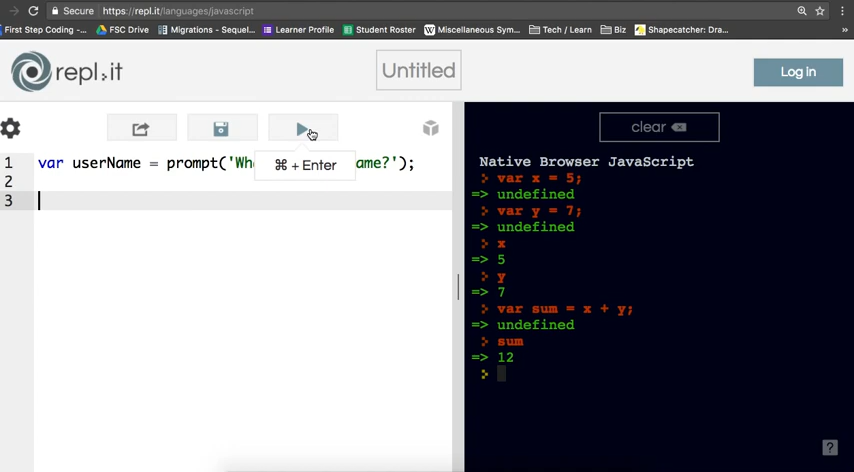 Secure https://repl.it/languages/javascript
First Step Coding -... FSC Drive Migrations - Sequel... Learner Profile Student Roster Miscellaneous Sym... Tech / Learn Biz Shapecatcher: Dra... »
repl.it Untitled Log in
clear
⌘ + Enter
1 var userName = prompt('Wh ame?');
2
3
Native Browser JavaScript
var x = 5;
=> undefined
var y = 7;
=> undefined
x
=> 5
y
=> 7
var sum = x + y;
=> undefined
sum
=> 12
?